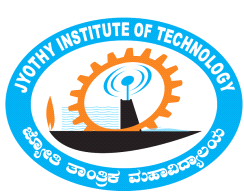 JYOTHY INSTITUTE OF TECHNOLOGY
ಜ್ಯೋತಿ ತಾಂತ್ರಿಕ ಮಹಾವಿದ್ಯಾಲಯ